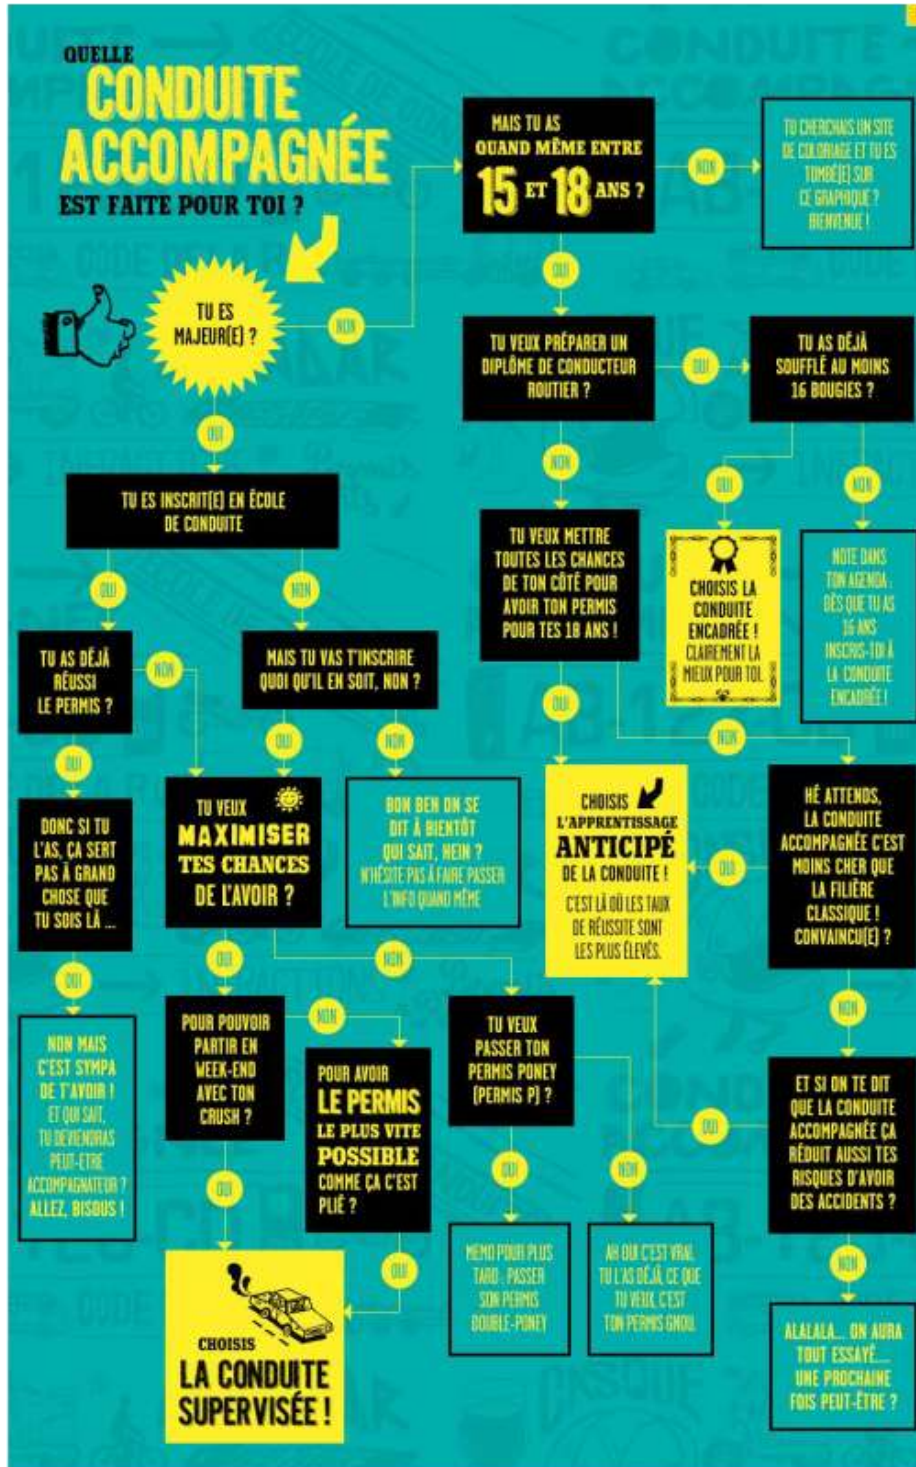 QUELLE
CONDUITE
ACCOMPAGNÉE
EST FAITE POUR TOI ?
TU ES
MAJEUR(E) ?
NON
MAIS TU AS
QUAND MÊME ENTRE
15 ET 18 ANS ?
NON
TU CHERCHAIS UN SITE
DE COLORIAGE ET TU ES
TOMBÉ(E) SUR
CE GRAPHIQUE ?
BIENVENUE !
OUI
TU VEUX PRÉPARER UN
DIPLÔME DE CONDUCTEUR
ROUTIER ?
OUI
TU AS DÉJÀ
SOUFFLÉ AU MOINS
16 BOUGIES ?
OUI
CHOISIS LA
CONDUITE
ENCADRÉE !
CLAIREMENT LA
MIEUX POUR TOI.
NON
NOTE DANS
TON AGENDA :
DÈS QUE TU AS
16 ANS
INSCRIS-TOI À
LA CONDUITE
ENCADRÉE !
NON
TU VEUX METTRE
TOUTES LES CHANCES
DE TON CÔTÉ POUR
AVOIR TON PERMIS
POUR TES 18 ANS !
OUI
NON
CHOISIS
L'APPRENTISSAGE
ANTICIPÉ
DE LA CONDUITE !
C'EST LÀ OÙ LES TAUX
DE RÉUSSITE SONT
LES PLUS ÉLEVÉS.
OUI
HÉ ATTENDS,
LA CONDUITE
ACCOMPAGNÉE C'EST
MOINS CHER QUE
LA FILIÈRE
CLASSIQUE !
CONVAINCU(E) ?
NON
OUI
ET SI ON TE DIT
QUE LA CONDUITE
ACCOMPAGNÉE ÇA
RÉDUIT AUSSI TES
RISQUES D'AVOIR
DES ACCIDENTS ?
NON
ALALALA... ON AURA
TOUT ESSAYÉ....
UNE PROCHAINE
FOIS PEUT-ÊTRE ?
OUI
TU ES INSCRIT(E) EN ÉCOLE
DE CONDUITE
OUI
NON
TU AS DÉJÀ
RÉUSSI
LE PERMIS ?
NON
MAIS TU VAS T'INSCRIRE
QUOI QU'IL EN SOIT, NON ?
OUI
OUI
NON
DONC SI TU
L'AS, ÇA SERT
PAS À GRAND
CHOSE QUE
TU SOIS LÀ ...
TU VEUX
MAXIMISER
TES CHANCES
DE L'AVOIR ?
BON BEN ON SE
DIT À BIENTÔT
QUI SAIT, HEIN ?
N'HÉSITE PAS À FAIRE PASSER
L'INFO QUAND MÊME
OUI
OUI
NON
NON MAIS
C'EST SYMPA
DE T'AVOIR !
ET QUI SAIT,
TU DEVIENDRAS
PEUT-ETRE
ACCOMPAGNATEUR ?
ALLEZ, BISOUS !
POUR POUVOIR
PARTIR EN
WEEK-END
AVEC TON
CRUSH ?
NON
POUR AVOIR
LE PERMIS
LE PLUS VITE
POSSIBLE
COMME ÇA C'EST
PLIÉ ?
TU VEUX
PASSER TON
PERMIS PONEY
(PERMIS P) ?
OUI
OUI
OUI
NON
CHOISIS
LA CONDUITE
SUPERVISÉE !
MEMO POUR PLUS
TARD : PASSER
SON PERMIS
DOUBLE-PONEY
AH OUI C'EST VRAI,
TU L'AS DÉJÀ, CE QUE
TU VEUX, C'EST
TON PERMIS GNOU.